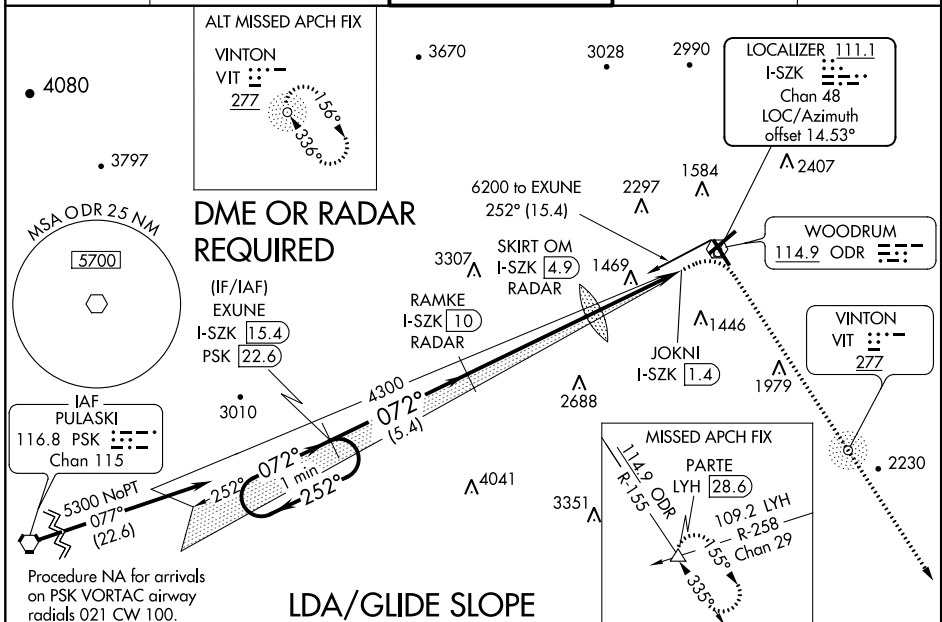 ALT MISSED APCH FIX
VINTON
VIT
277
156°
336°
4080
3797
3670
3028
2990
LOCALIZER 111.1
I-SZK
Chan 48
LOC/Azimuth
offset 14.53°
2407
1584
2297
MSA ODR 25 NM
5700
DME OR RADAR
REQUIRED
6200 to EXUNE
252° (15.4)
WOODRUM
114.9 ODR
SKIRT OM
I-SZK 4.9
RADAR
3307
1469
(IF/IAF)
EXUNE
I-SZK 15.4
PSK 22.6
RAMKE
I-SZK 10
RADAR
1446
JOKNI
I-SZK 1.4
VINTON
VIT
277
1979
2688
3010
4300
072°
(5.4)
IAF
PULASKI
116.8 PSK
Chan 115
5300 NoPT
077°
(22.6)
252°
072°
1 min
252°
4041
3351
2230
MISSED APCH FIX
PARTE
LYH 28.6
114.9 ODR
R-155
109.2 LYH
R-258
Chan 29
155°
335°
Procedure NA for arrivals
on PSK VORTAC airway
radials 021 CW 100.
LDA/GLIDE SLOPE